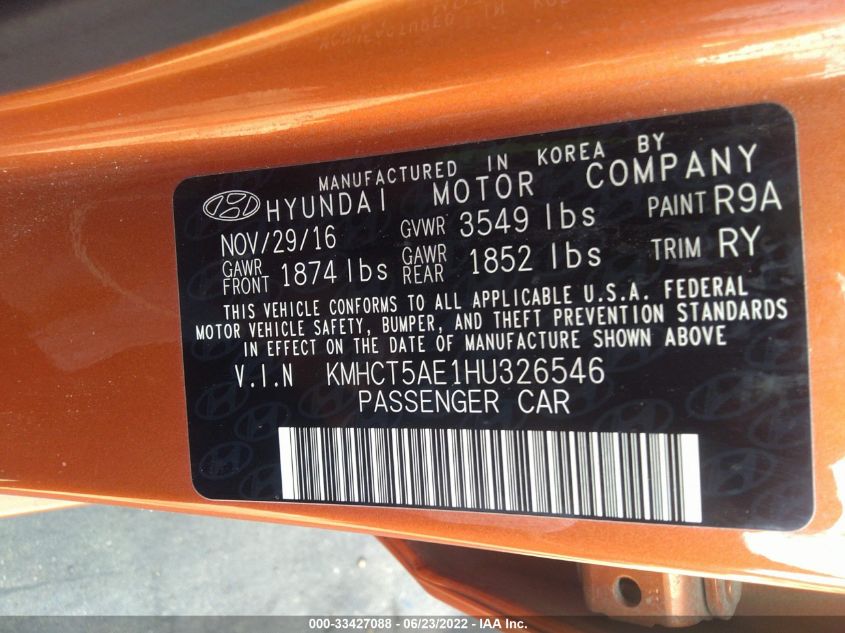 MANUFACTURED IN KOREA BY
HYUNDAI MOTOR COMPANY
NOV/29/16 GVWR 3549 lbs PAINT R9A
GAWR FRONT 1874 lbs GAWR REAR 1852 lbs TRIM RY
THIS VEHICLE CONFORMS TO ALL APPLICABLE U.S.A. FEDERAL
MOTOR VEHICLE SAFETY, BUMPER, AND THEFT PREVENTION STANDARDS
IN EFFECT ON THE DATE OF MANUFACTURE SHOWN ABOVE
V.I.N KMHCT5AE1HU326546
PASSENGER CAR
000-33427088 - 06/23/2022 - IAA Inc.